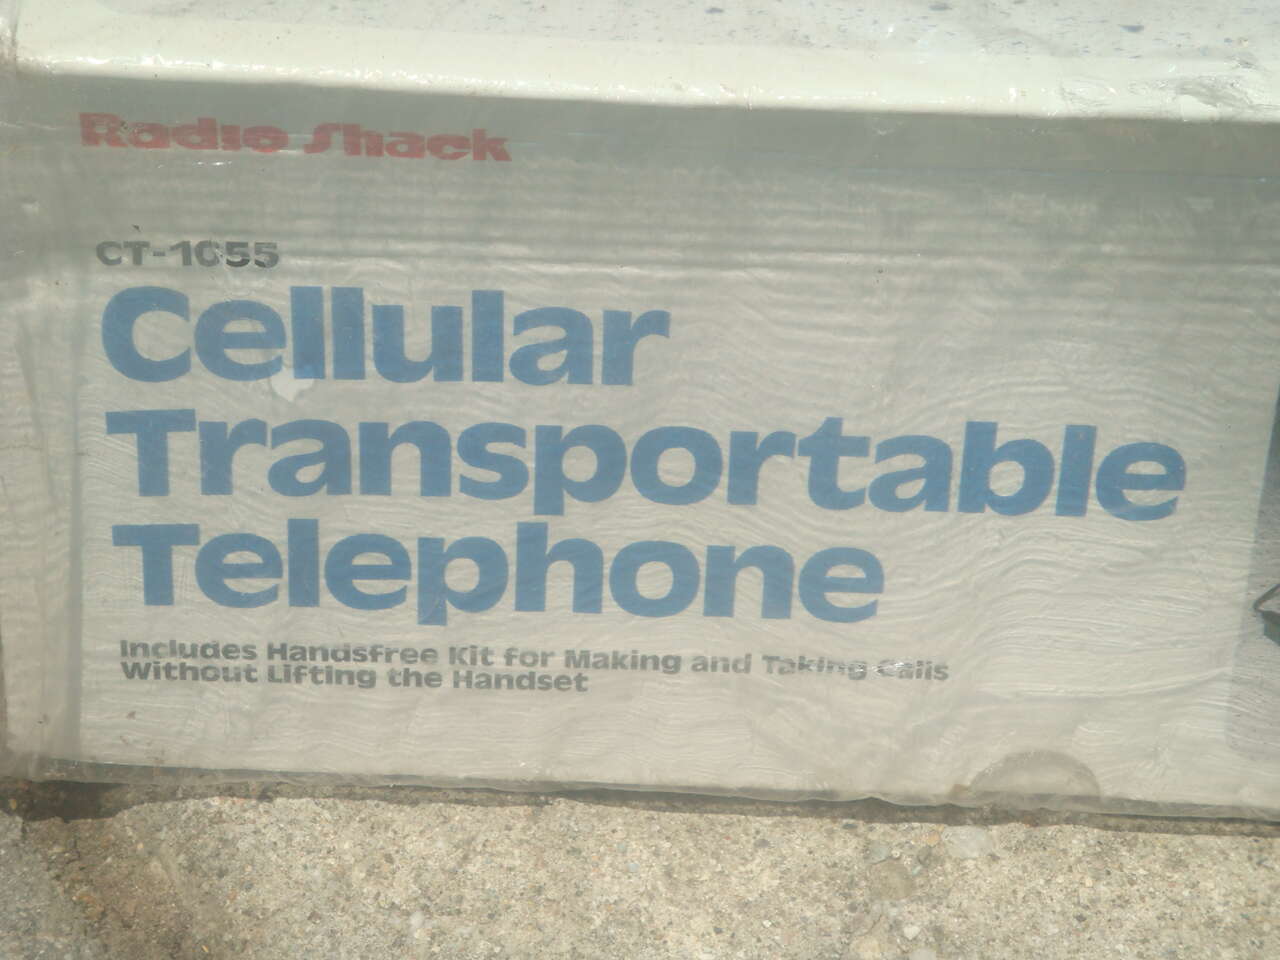 Radio Shack
CT-1055
Cellular
Transportable
Telephone
Includes Handsfree Kit for Making and Taking Calls
Without Lifting the Handset